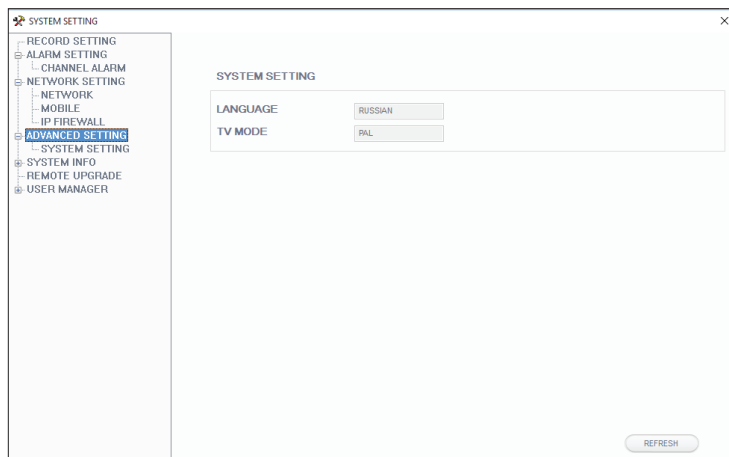 SYSTEM SETTING
RECORD SETTING
ALARM SETTING
CHANNEL ALARM
NETWORK SETTING
NETWORK
MOBILE
IP FIREWALL
ADVANCED SETTING
SYSTEM SETTING
SYSTEM INFO
REMOTE UPGRADE
USER MANAGER
SYSTEM SETTING
LANGUAGE RUSSIAN
TV MODE PAL
REFRESH